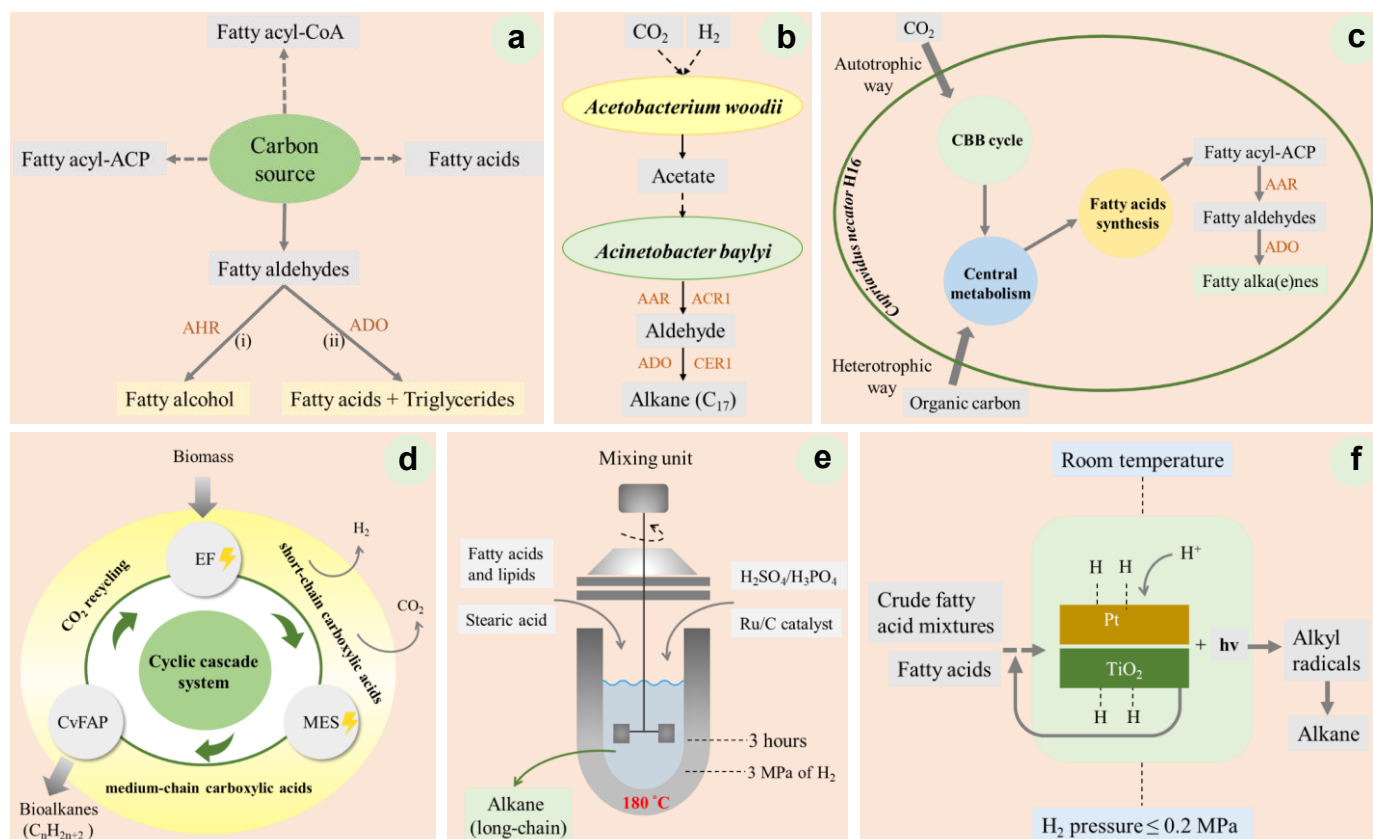 a
Fatty acyl-CoA
Fatty acyl-ACP
Carbon
source
Fatty acids
Fatty aldehydes
AHR
(i)
(ii)
ADO
Fatty alcohol
Fatty acids + Triglycerides
b
CO₂
H₂
Acetobacterium woodii
Acetate
Acinetobacter baylyi
AAR
ACR1
Aldehyde
ADO
CER1
Alkane (C₁₇)
c
CO₂
Autotrophic
way
CBB cycle
Cupriavidus necator H16
Central
metabolism
Fatty acids
synthesis
Fatty acyl-ACP
AAR
Fatty aldehydes
ADO
Fatty alka(e)nes
Heterotrophic
way
Organic carbon
d
Biomass
EF
H₂
CO₂
CO₂ recycling
short-chain carboxylic acids
Cyclic cascade
system
CvFAP
MES
medium-chain carboxylic acids
Bioalkanes
(CₙH₂ₙ₊₂ )
e
Mixing unit
Fatty acids
and lipids
H₂SO₄/H₃PO₄
Stearic acid
Ru/C catalyst
3 hours
3 MPa of H₂
180 °C
Alkane
(long-chain)
f
Room temperature
H⁺
H H
Pt
Crude fatty
acid mixtures
Fatty acids
TiO₂
H H
+ hv
Alkyl
radicals
Alkane
H₂ pressure ≤ 0.2 MPa